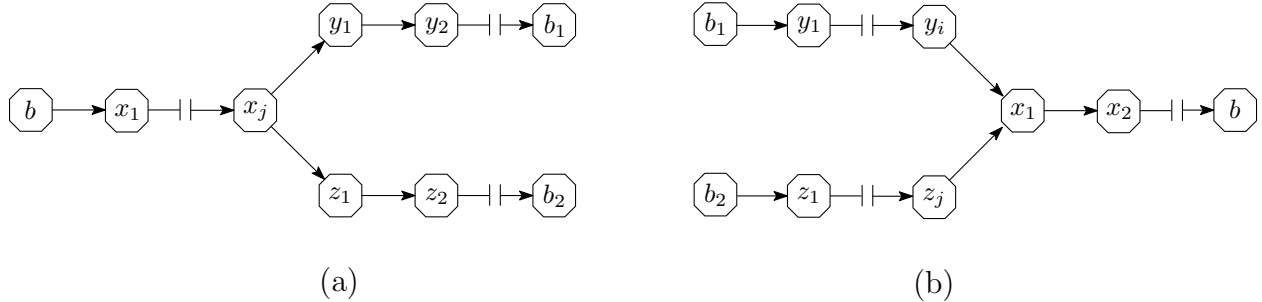 y₁ y₂ b₁
b x₁ xⱼ
z₁ z₂ b₂
(a)
b₁ y₁ yᵢ
x₁ x₂ b
b₂ z₁ zⱼ
(b)